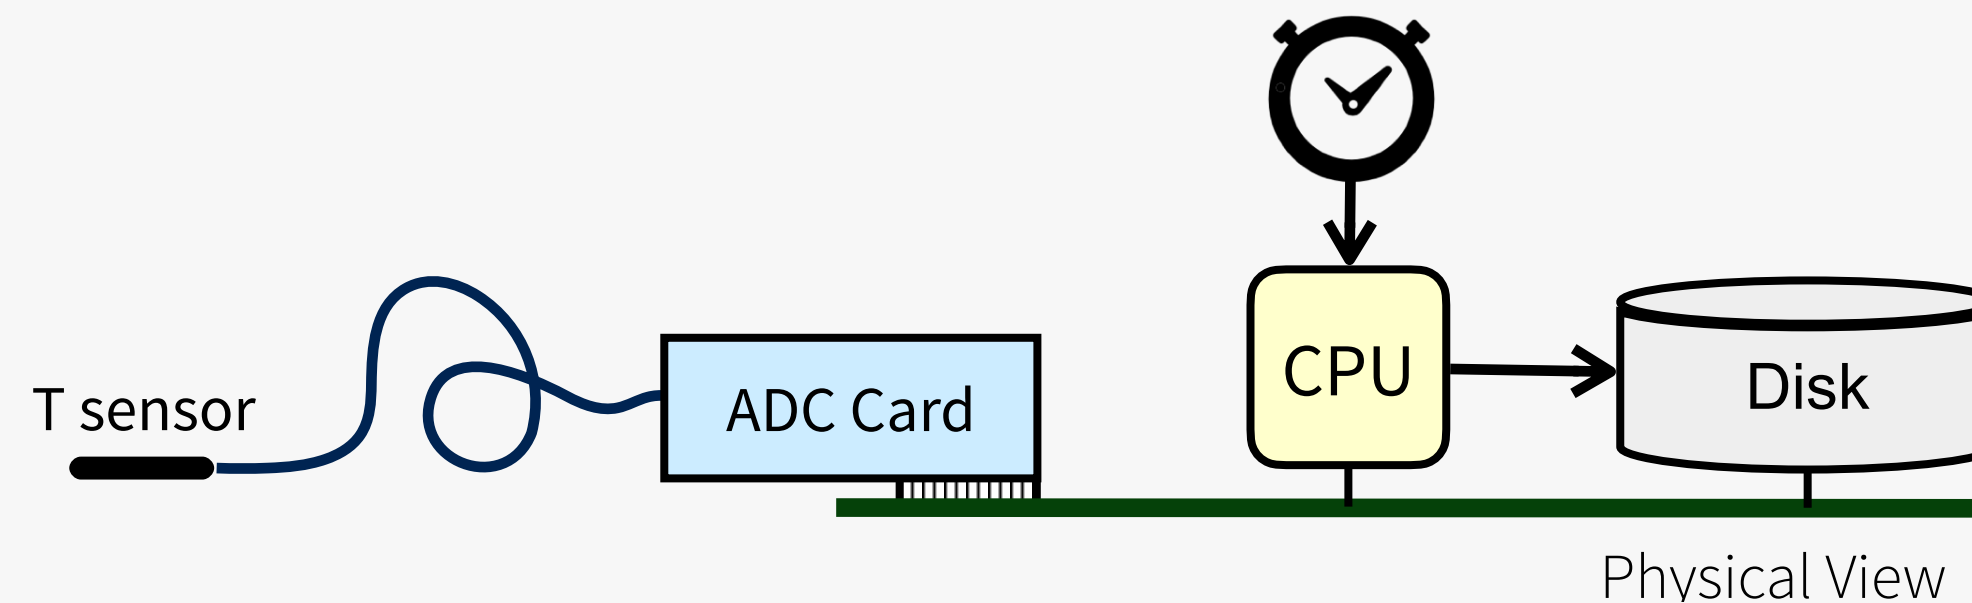 T sensor
ADC Card
CPU
Disk
Physical View